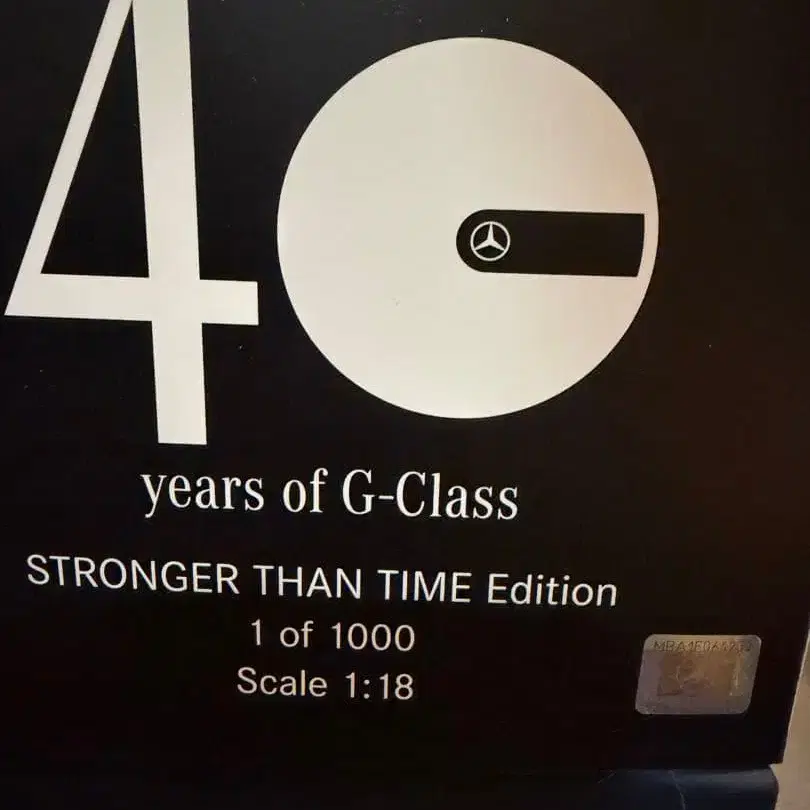 40
years of G-Class
STRONGER THAN TIME Edition
1 of 1000
Scale 1:18